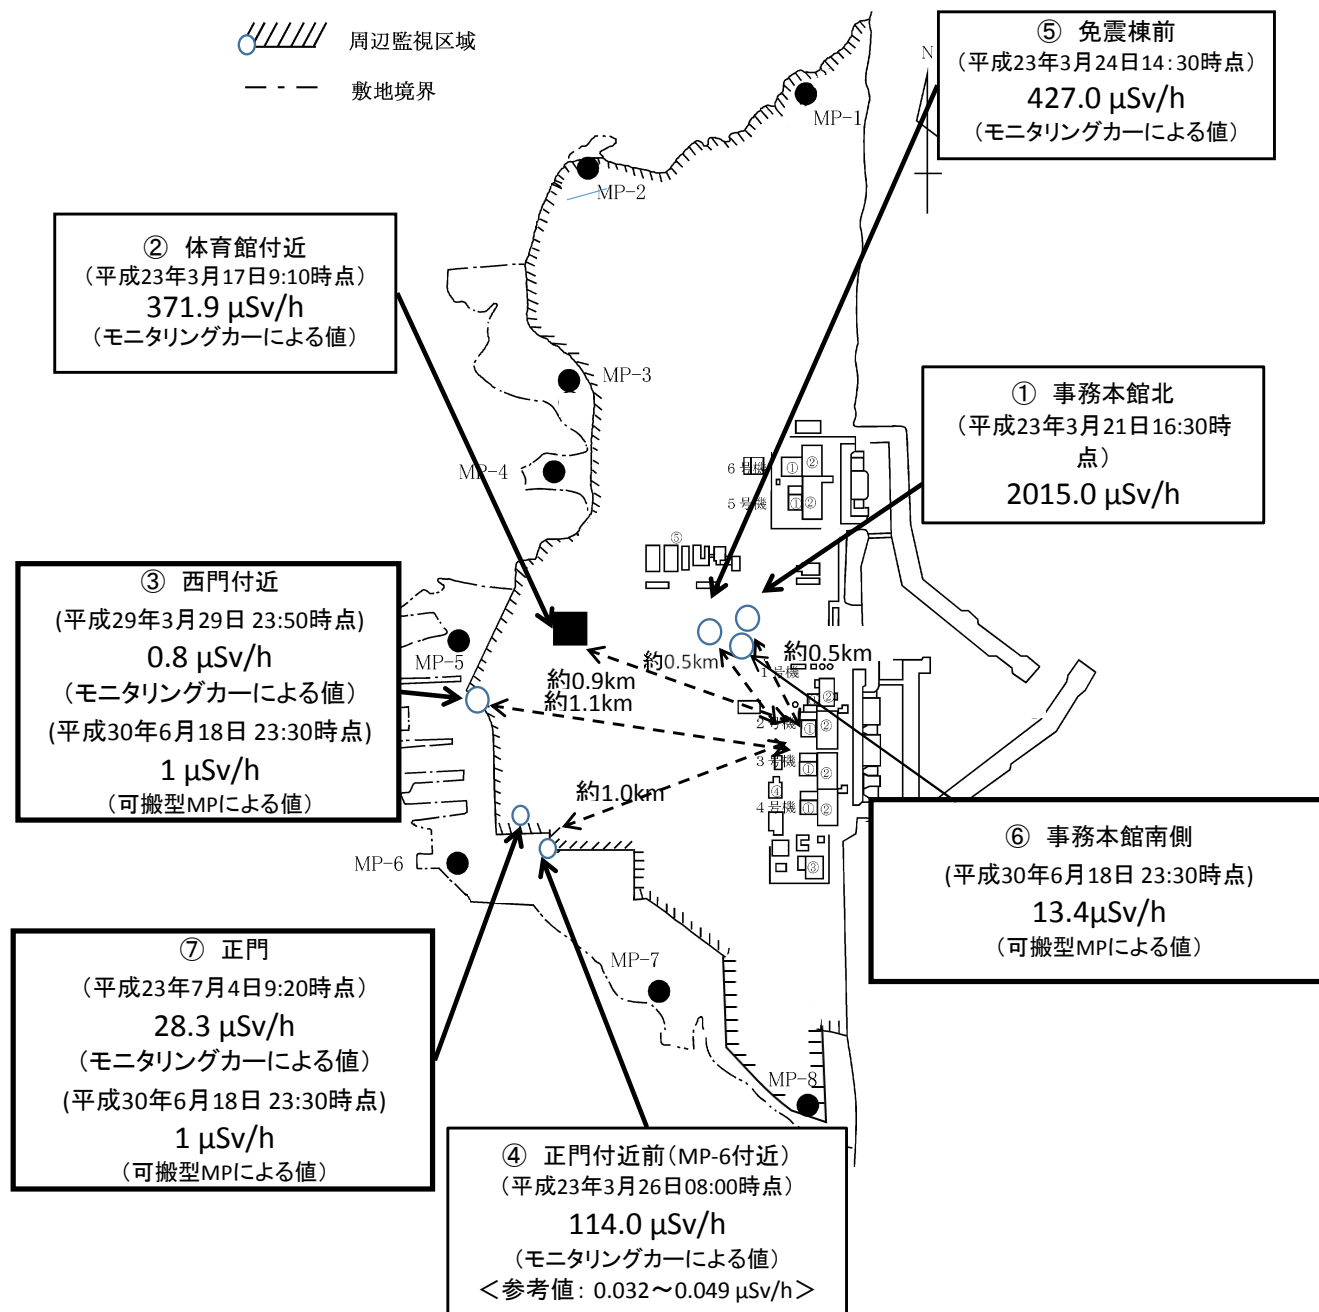 周辺監視区域
敷地境界
⑤ 免震棟前
(平成23年3月24日14:30時点)
427.0 μSv/h
(モニタリングカーによる値)
N
MP-1
MP-2
② 体育館付近
(平成23年3月17日9:10時点)
371.9 μSv/h
(モニタリングカーによる値)
MP-3
① 事務本館北
(平成23年3月21日16:30時
点)
2015.0 μSv/h
MP-4
6号機
①
②
5号機
①
②
⑤
③ 西門付近
(平成29年3月29日 23:50時点)
0.8 μSv/h
(モニタリングカーによる値)
(平成30年6月18日 23:30時点)
1 μSv/h
(可搬型MPによる値)
MP-5
約0.9km
約1.1km
約0.5km
約0.5km
1号機
②
2号機
①
②
3号機
①
②
④
4号機
①
②
③
約1.0km
MP-6
⑥ 事務本館南側
(平成30年6月18日 23:30時点)
13.4μSv/h
(可搬型MPによる値)
⑦ 正門
(平成23年7月4日9:20時点)
28.3 μSv/h
(モニタリングカーによる値)
(平成30年6月18日 23:30時点)
1 μSv/h
(可搬型MPによる値)
MP-7
MP-8
④ 正門付近前(MP-6付近)
(平成23年3月26日08:00時点)
114.0 μSv/h
(モニタリングカーによる値)
<参考値: 0.032~0.049 μSv/h>